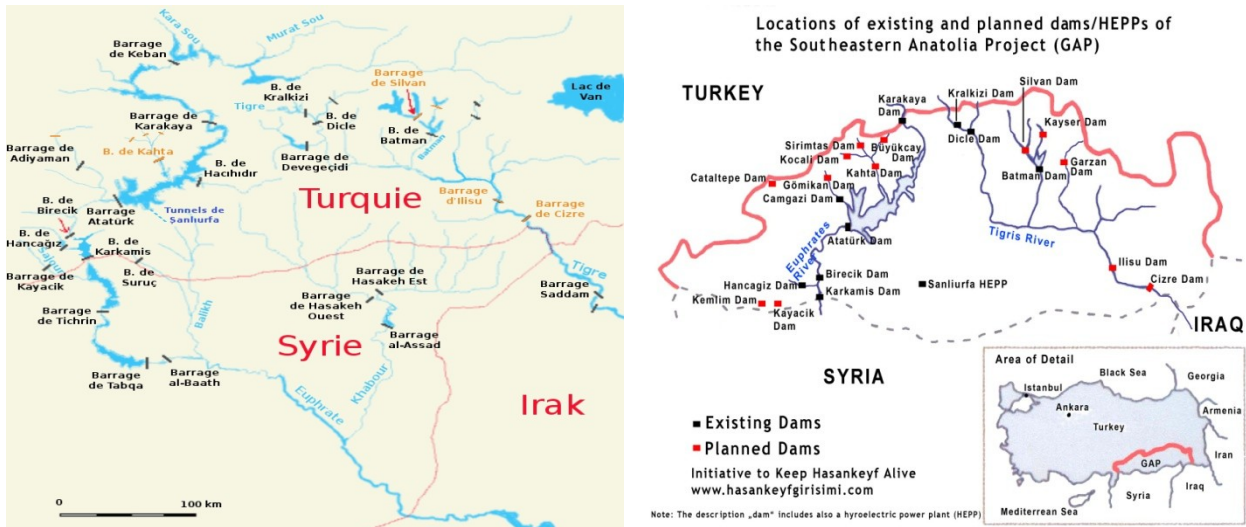 Kara Sou
Murat Sou
Barrage
de Keban
B. de
Kralkizi
Barrage
de Silvan
Lac de
Van
Tigre
Barrage de
Karakaya
B. de
Dicle
B. de
Batman
Batman
Barrage de
Adiyaman
B. de Kahta
B. de
Hacıhıdır
Barrage de
Devegeçidi
Turquie
Barrage
d'Ilisu
Barrage
de Cizre
B. de
Birecik
Barrage
Atatürk
Tunnels de
Şanlıurfa
B. de
Hancağız
B. de
Karkamis
Sajour
B. de
Suruç
Barrage de
Kayacik
Barrage de
Hasakeh Est
Tigre
Barrage
de Hasakeh
Ouest
Barrage
Saddam
Barrage
de Tichrin
Balikh
Barrage
al-Assad
Syrie
Barrage
de Tabqa
Barrage
al-Baath
Khabour
Euphrate
Irak
0
100 km
Locations of existing and planned dams/HEPPs of
the Southeastern Anatolia Project (GAP)
TURKEY
Silvan
Dam
Karakaya
Dam
Kralkizi Dam
Kayser Dam
Dicle Dam
Sirimtas Dam
Büyükcay
Dam
Kocali Dam
Garzan
Dam
Cataltepe Dam
Kahta Dam
Gömikan Dam
Batman Dam
Camgazi Dam
Atatürk Dam
Tigris River
Euphrates
River
Ilisu Dam
Birecik Dam
Hancagiz Dam
Sanliurfa HEPP
Cizre Dam
Karkamis Dam
Kemlim Dam
Kayacik
Dam
IRAQ
SYRIA
Area of Detail
Black Sea
Georgia
Istanbul
Ankara
Armenia
Turkey
Iran
GAP
Syria
Iraq
Mediterrean Sea
Existing Dams
Planned Dams
Initiative to Keep Hasankeyf Alive
www.hasankeyfgirisimi.com
Note: The description „dam" includes also a hyroelectric power plant (HEPP)